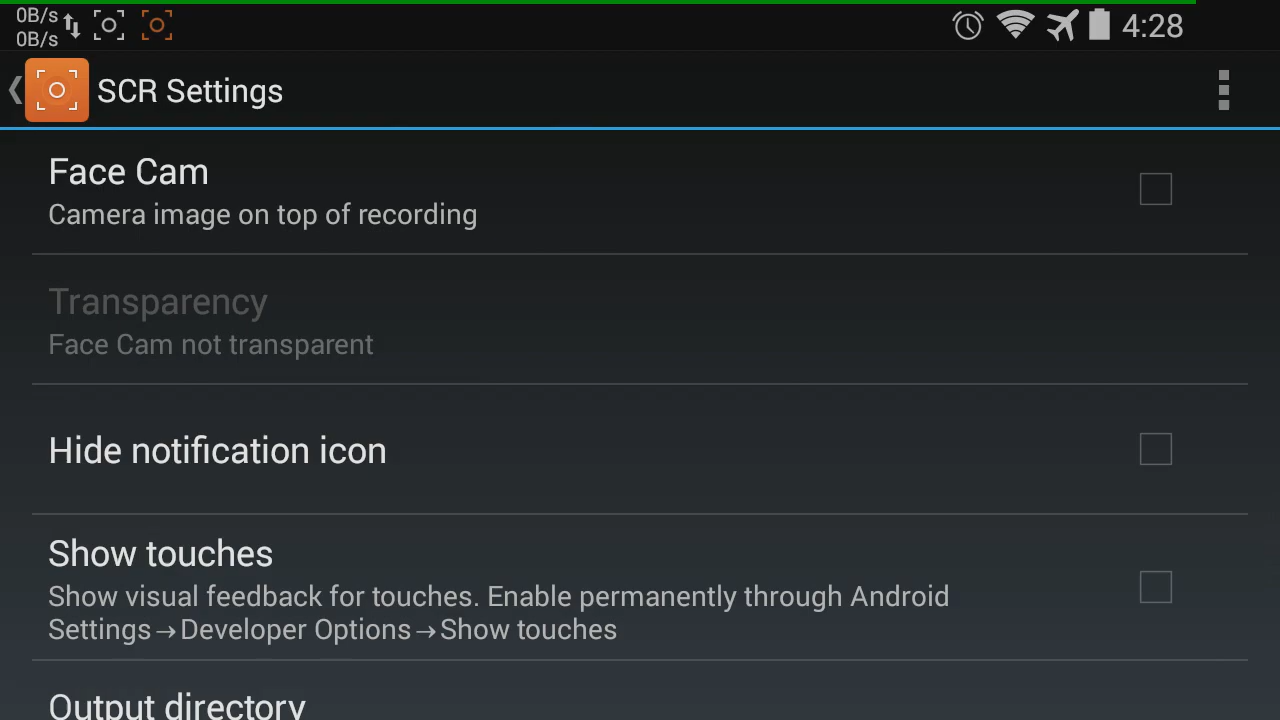 0B/s
0B/s
4:28
SCR Settings
Face Cam
Camera image on top of recording
Transparency
Face Cam not transparent
Hide notification icon
Show touches
Show visual feedback for touches. Enable permanently through Android
Settings→Developer Options→Show touches
Output directory